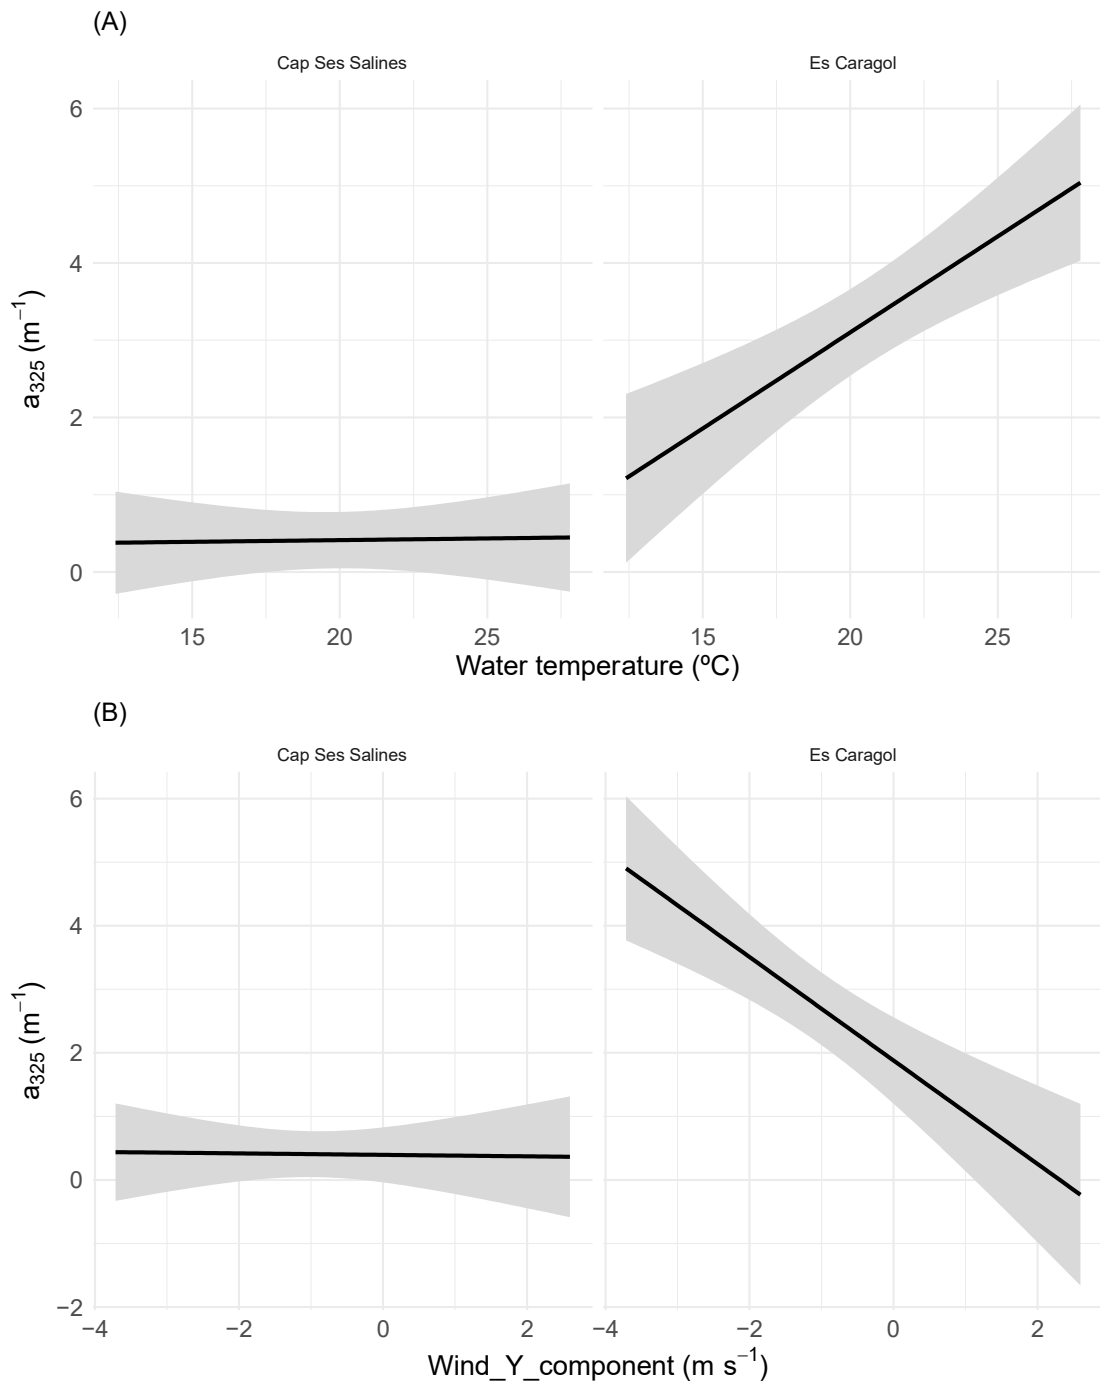 (A)
Cap Ses Salines
Es Caragol
6
4
2
0
a₃₂₅ (m⁻¹)
15 20 25 15 20 25
Water temperature (ºC)
(B)
Cap Ses Salines
Es Caragol
6
4
2
0
−2
a₃₂₅ (m⁻¹)
−4 −2 0 2 −4 −2 0 2
Wind_Y_component (m s⁻¹)